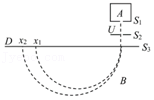 A
S₁
U
S₂
D x₂ x₁ S₃
B